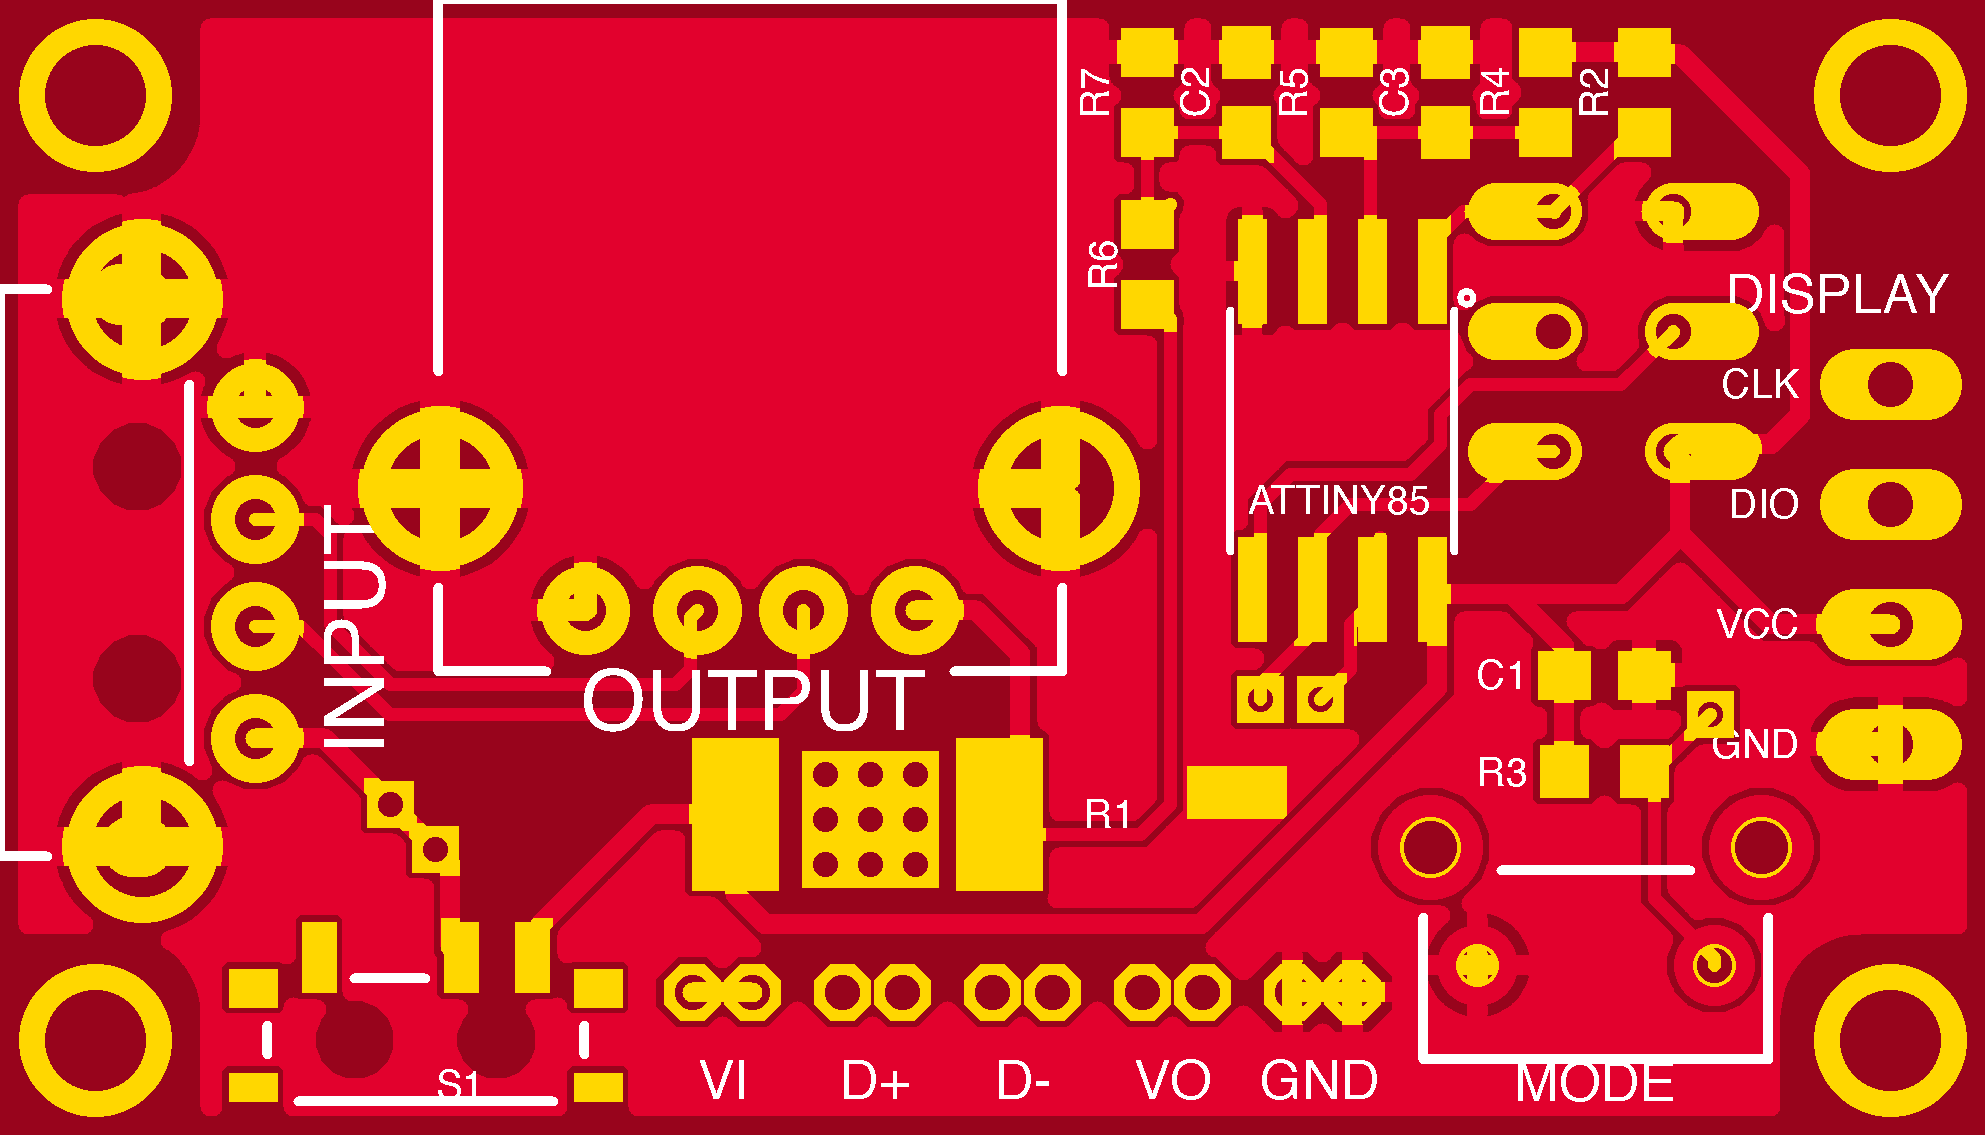 R7 C2 R5 C3 R4 R2
R6
DISPLAY
CLK
ATTINY85
DIO
INPUT
VCC
OUTPUT
C1
GND
R3
R1
S1
VI D+ D- VO GND MODE